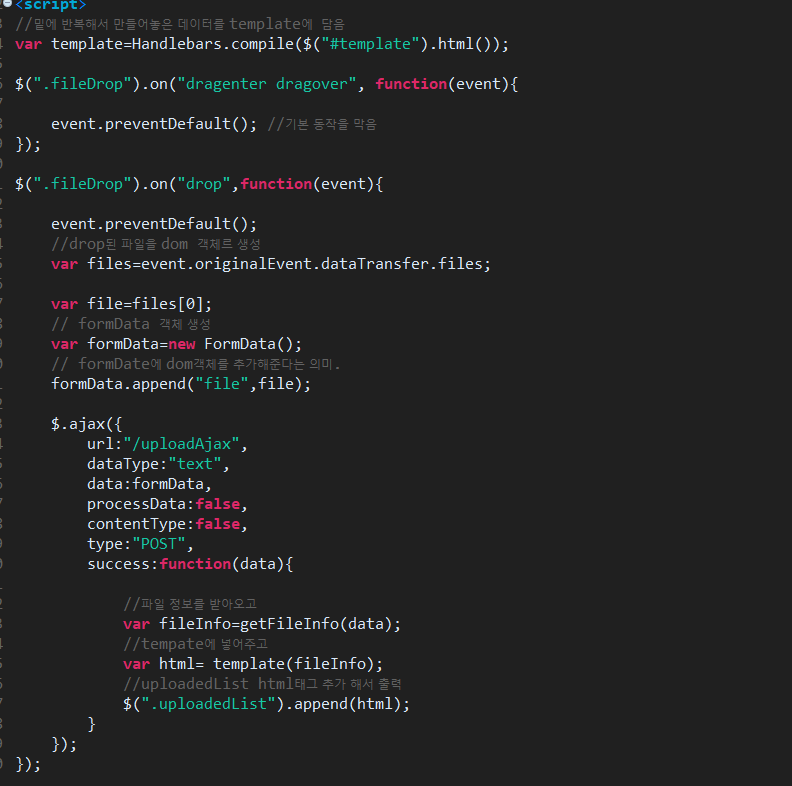 <script>
//밑에 반복해서 만들어놓은 데이터를 template에 담음
var template=Handlebars.compile($("#template").html());
$(".fileDrop").on("dragenter dragover", function(event){
event.preventDefault(); //기본 동작을 막음
});
$(".fileDrop").on("drop",function(event){
event.preventDefault();
//drop된 파일을 dom 객체르 생성
var files=event.originalEvent.dataTransfer.files;
var file=files[0];
// formData 객체 생성
var formData=new FormData();
// formDate에 dom객체를 추가해준다는 의미.
formData.append("file",file);
$.ajax({
url:"/uploadAjax",
dataType:"text",
data:formData,
processData:false,
contentType:false,
type:"POST",
success:function(data){
//파일 정보를 받아오고
var fileInfo=getFileInfo(data);
//tempate에 넣어주고
var html= template(fileInfo);
//uploadedList html태그 추가 해서 출력
$(".uploadedList").append(html);
}
});
});